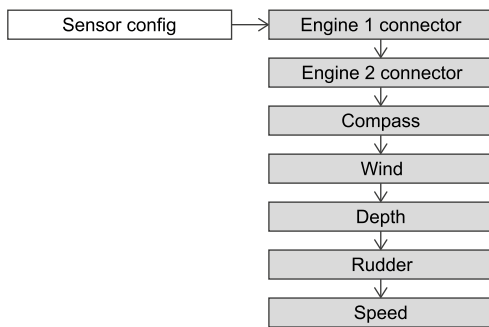 Sensor config
Engine 1 connector
Engine 2 connector
Compass
Wind
Depth
Rudder
Speed